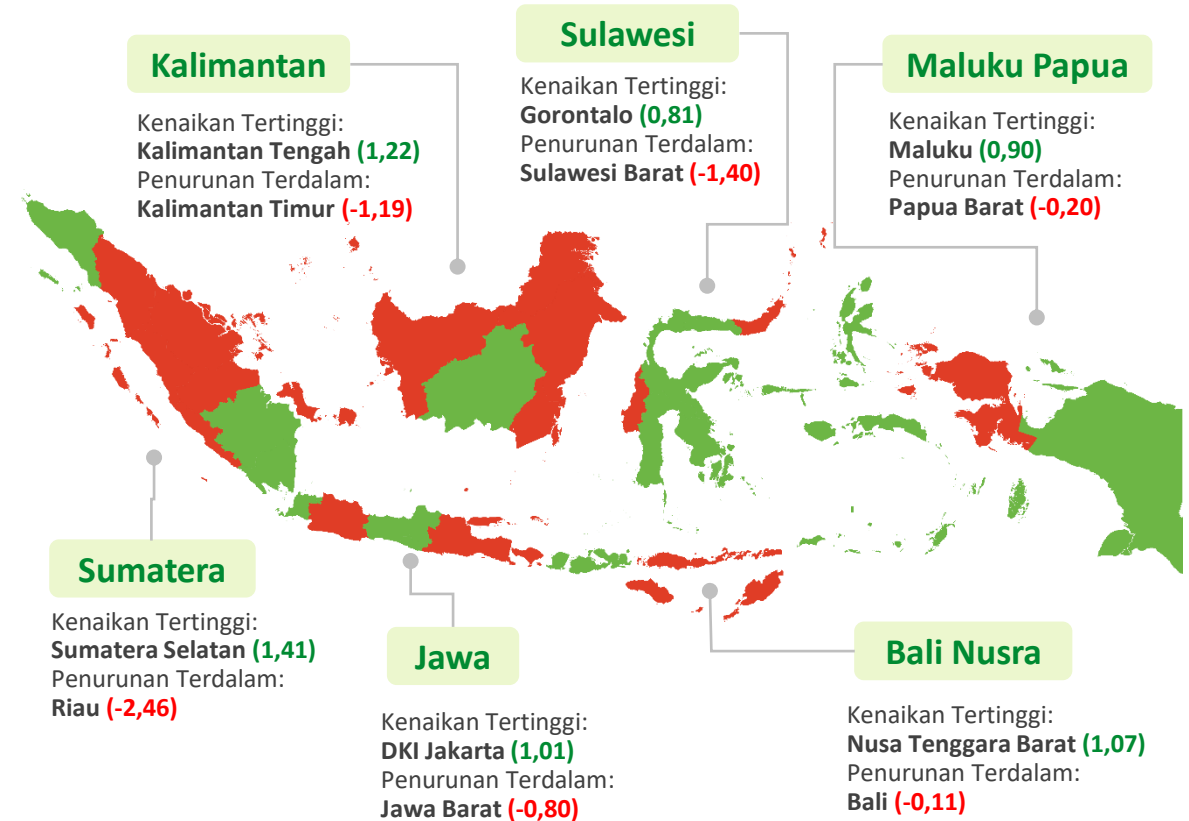 Kalimantan
Kenaikan Tertinggi:
Kalimantan Tengah (1,22)
Penurunan Terdalam:
Kalimantan Timur (-1,19)
Sulawesi
Kenaikan Tertinggi:
Gorontalo (0,81)
Penurunan Terdalam:
Sulawesi Barat (-1,40)
Maluku Papua
Kenaikan Tertinggi:
Maluku (0,90)
Penurunan Terdalam:
Papua Barat (-0,20)
Sumatera
Kenaikan Tertinggi:
Sumatera Selatan (1,41)
Penurunan Terdalam:
Riau (-2,46)
Jawa
Kenaikan Tertinggi:
DKI Jakarta (1,01)
Penurunan Terdalam:
Jawa Barat (-0,80)
Bali Nusra
Kenaikan Tertinggi:
Nusa Tenggara Barat (1,07)
Penurunan Terdalam:
Bali (-0,11)